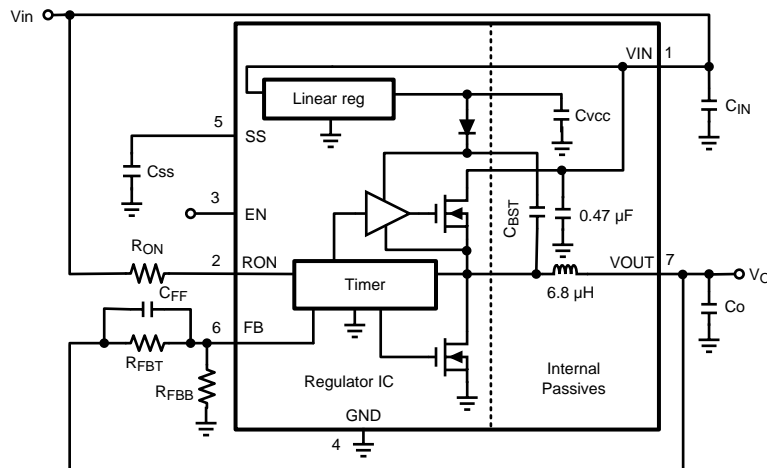 Vin
VIN 1
Linear reg
Cvcc
CIN
5
SS
Css
3
EN
CBST
0.47 µF
RON
2
RON
Timer
VOUT 7
VO
6.8 µH
Co
CFF
6
FB
RFBT
RFBB
Regulator IC
Internal
Passives
GND
4